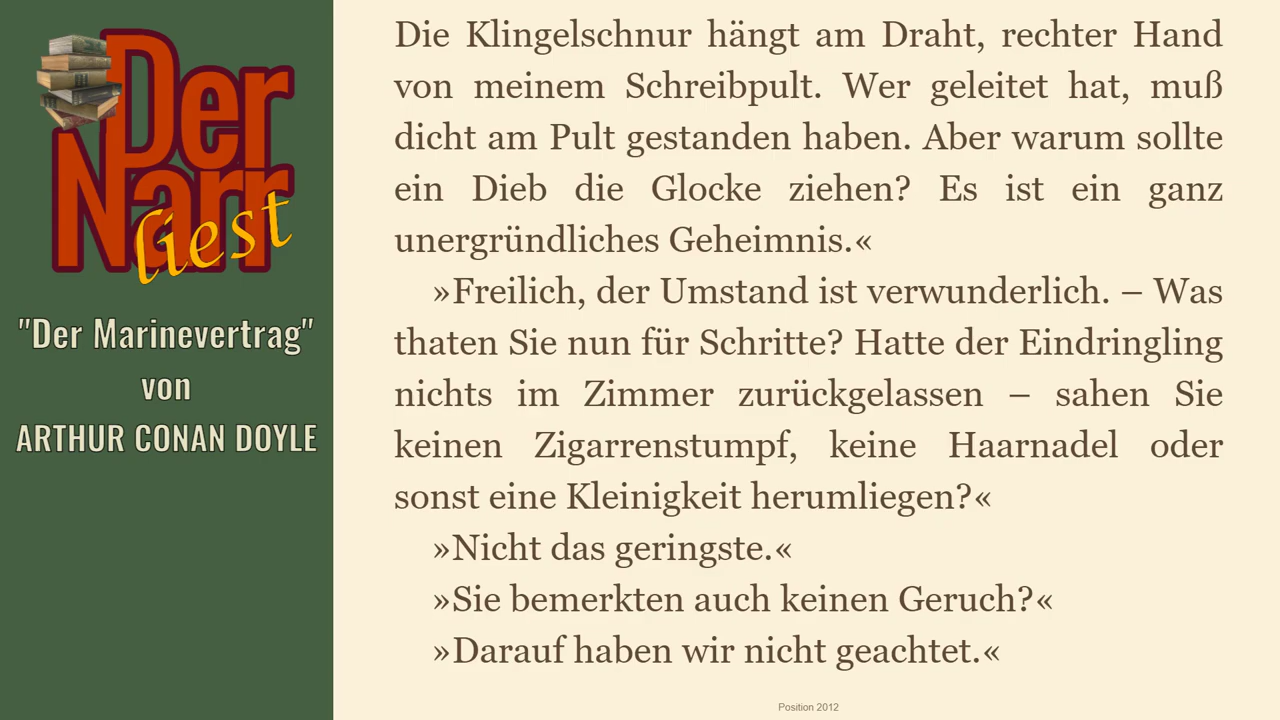 Der
Narr
liest
"Der Marinevertrag"
von
ARTHUR CONAN DOYLE
Die Klingelschnur hängt am Draht, rechter Hand
von meinem Schreibpult. Wer geleitet hat, muß
dicht am Pult gestanden haben. Aber warum sollte
ein Dieb die Glocke ziehen? Es ist ein ganz
unergründliches Geheimnis.«
»Freilich, der Umstand ist verwunderlich. – Was
thaten Sie nun für Schritte? Hatte der Eindringling
nichts im Zimmer zurückgelassen – sahen Sie
keinen Zigarrenstumpf, keine Haarnadel oder
sonst eine Kleinigkeit herumliegen?«
»Nicht das geringste.«
»Sie bemerkten auch keinen Geruch?«
»Darauf haben wir nicht geachtet.«
Position 2012